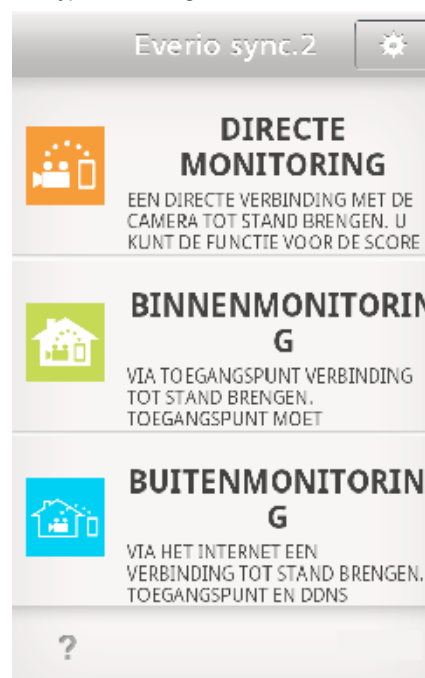 Everio sync.2
DIRECTE
MONITORING
EEN DIRECTE VERBINDING MET DE
CAMERA TOT STAND BRENGEN. U
KUNT DE FUNCTIE VOOR DE SCORE
BINNENMONITORIN
G
VIA TOEGANGSPUNT VERBINDING
TOT STAND BRENGEN.
TOEGANGSPUNT MOET
BUITENMONITORIN
G
VIA HET INTERNET EEN
VERBINDING TOT STAND BRENGEN.
TOEGANGSPUNT EN DDNS
?